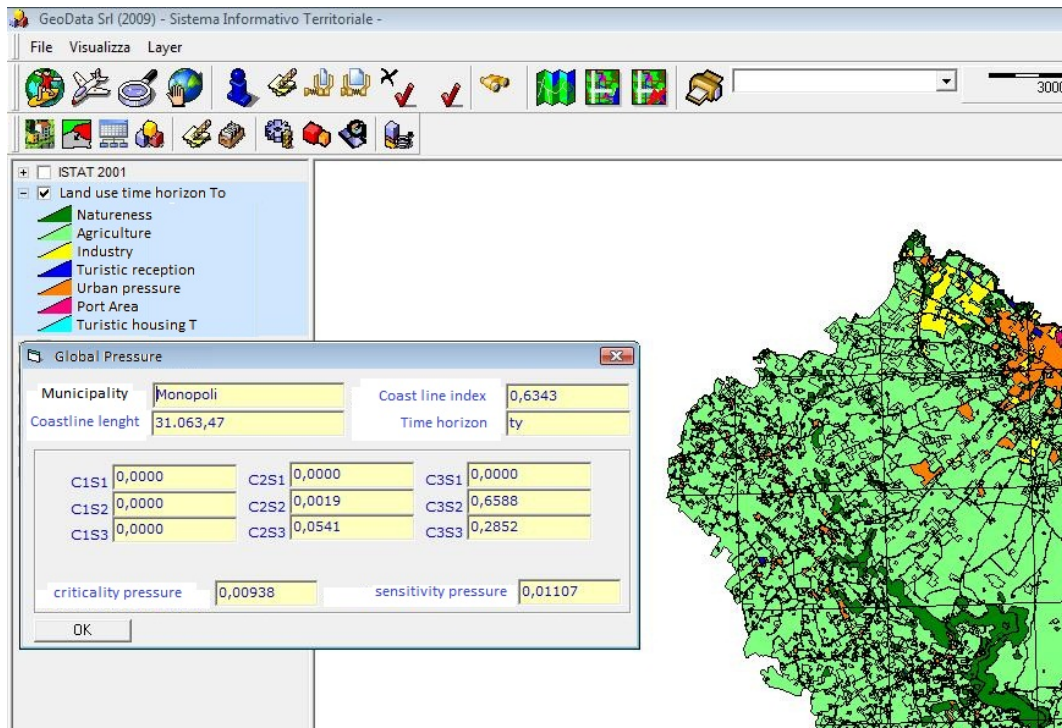 GeoData Srl (2009) - Sistema Informativo Territoriale -
File Visualizza Layer
3000
ISTAT 2001
Land use time horizon To
Natureness
Agriculture
Industry
Turistic reception
Urban pressure
Port Area
Turistic housing T
Global Pressure
Municipality Monopoli Coast line index 0,6343
Coastline lenght 31.063,47 Time horizon ty
C1S1 0,0000 C2S1 0,0000 C3S1 0,0000
C1S2 0,0000 C2S2 0,0019 C3S2 0,6588
C1S3 0,0000 C2S3 0,0541 C3S3 0,2852
criticality pressure 0,00938 sensitivity pressure 0,01107
OK